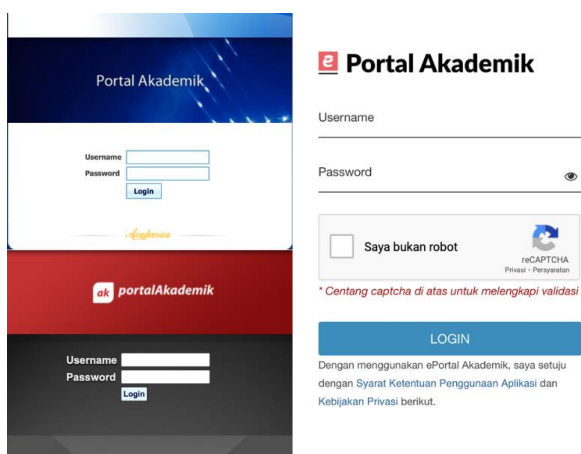 Portal Akademik
Username
Password
Login
Academica
ak portalAkademik
Username
Password
Login
e Portal Akademik
Username
Password
Saya bukan robot
reCAPTCHA
Privasi - Persyaratan
* Centang captcha di atas untuk melengkapi validasi
LOGIN
Dengan menggunakan ePortal Akademik, saya setuju
dengan Syarat Ketentuan Penggunaan Aplikasi dan
Kebijakan Privasi berikut.